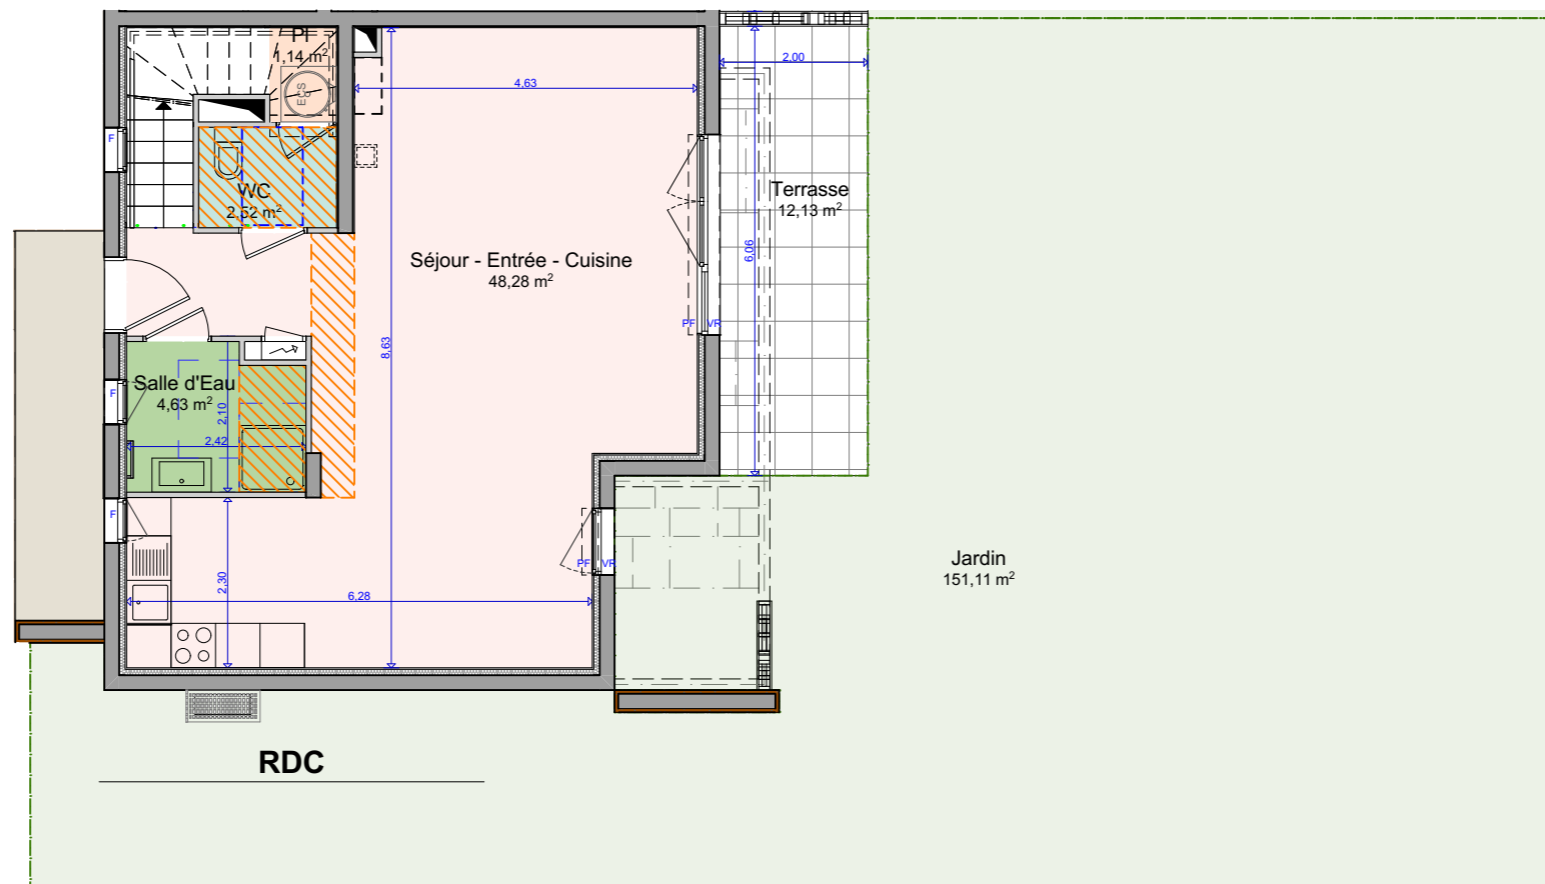 Pl
1,14 m²
ECS
2,00
4,63
F
WC
2,52 m²
Terrasse
12,13 m²
6,06
Séjour - Entrée - Cuisine
48,28 m²
PF VR
8,63
Salle d'Eau
4,63 m²
F
2,10
2,42
F
PF VR
Jardin
151,11 m²
2,30
6,28
RDC